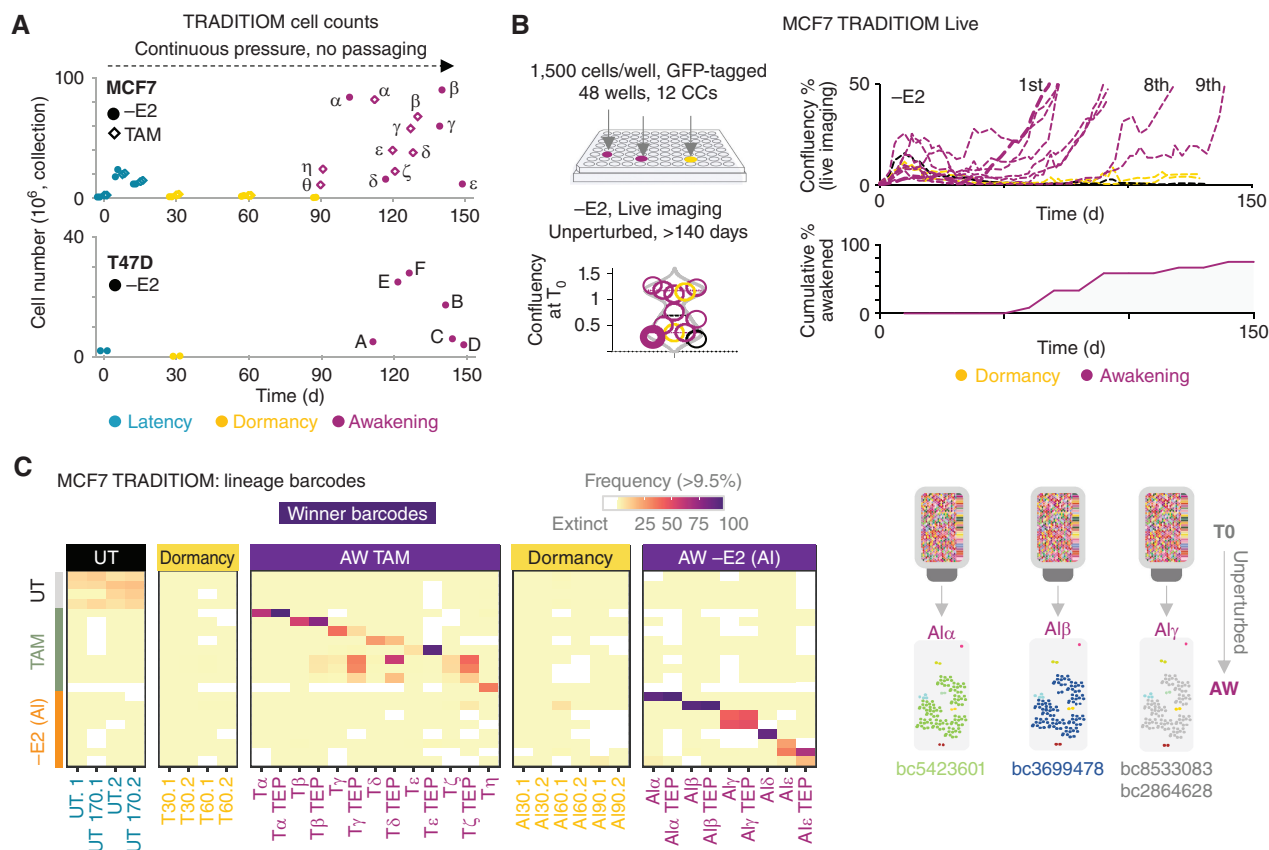 A
TRADITIOM cell counts
Continuous pressure, no passaging
Cell number (10⁶, collection)
100
0
MCF7
–E2
TAM
α
α
β
β
γ
γ
ε
δ
η
θ
δ
ζ
ε
0
30
60
90
120
150
40
0
T47D
–E2
E
F
B
A
C
D
0
30
60
90
120
150
Time (d)
Latency
Dormancy
Awakening
B
MCF7 TRADITIOM Live
1,500 cells/well, GFP-tagged
48 wells, 12 CCs
–E2, Live imaging
Unperturbed, >140 days
Confluency
at T0
1.5
0.5
Confluency %
(live imaging)
50
0
–E2
1st
8th
9th
0
150
Time (d)
Cumulative %
awakened
100
0
0
150
Time (d)
Dormancy
Awakening
C
MCF7 TRADITIOM: lineage barcodes
Winner barcodes
Frequency (>9.5%)
Extinct
25
50
75
100
UT
Dormancy
AW TAM
Dormancy
AW –E2 (AI)
UT
TAM
–E2 (AI)
UT. 1
UT 170.1
UT.2
UT 170.2
T30.1
T30.2
T60.1
T60.2
Tα
Tα TEP
Tβ
Tβ TEP
Tγ
Tγ TEP
Tδ
Tδ TEP
Tε
Tε TEP
Tζ
Tζ TEP
Tη
AI30.1
AI30.2
AI60.1
AI60.2
AI90.1
AI90.2
AIα
AIα TEP
AIβ
AIβ TEP
AIγ
AIγ TEP
AIδ
AIε
AIε TEP
T0
Unperturbed
AW
AIα
AIβ
AIγ
bc5423601
bc3699478
bc8533083
bc2864628